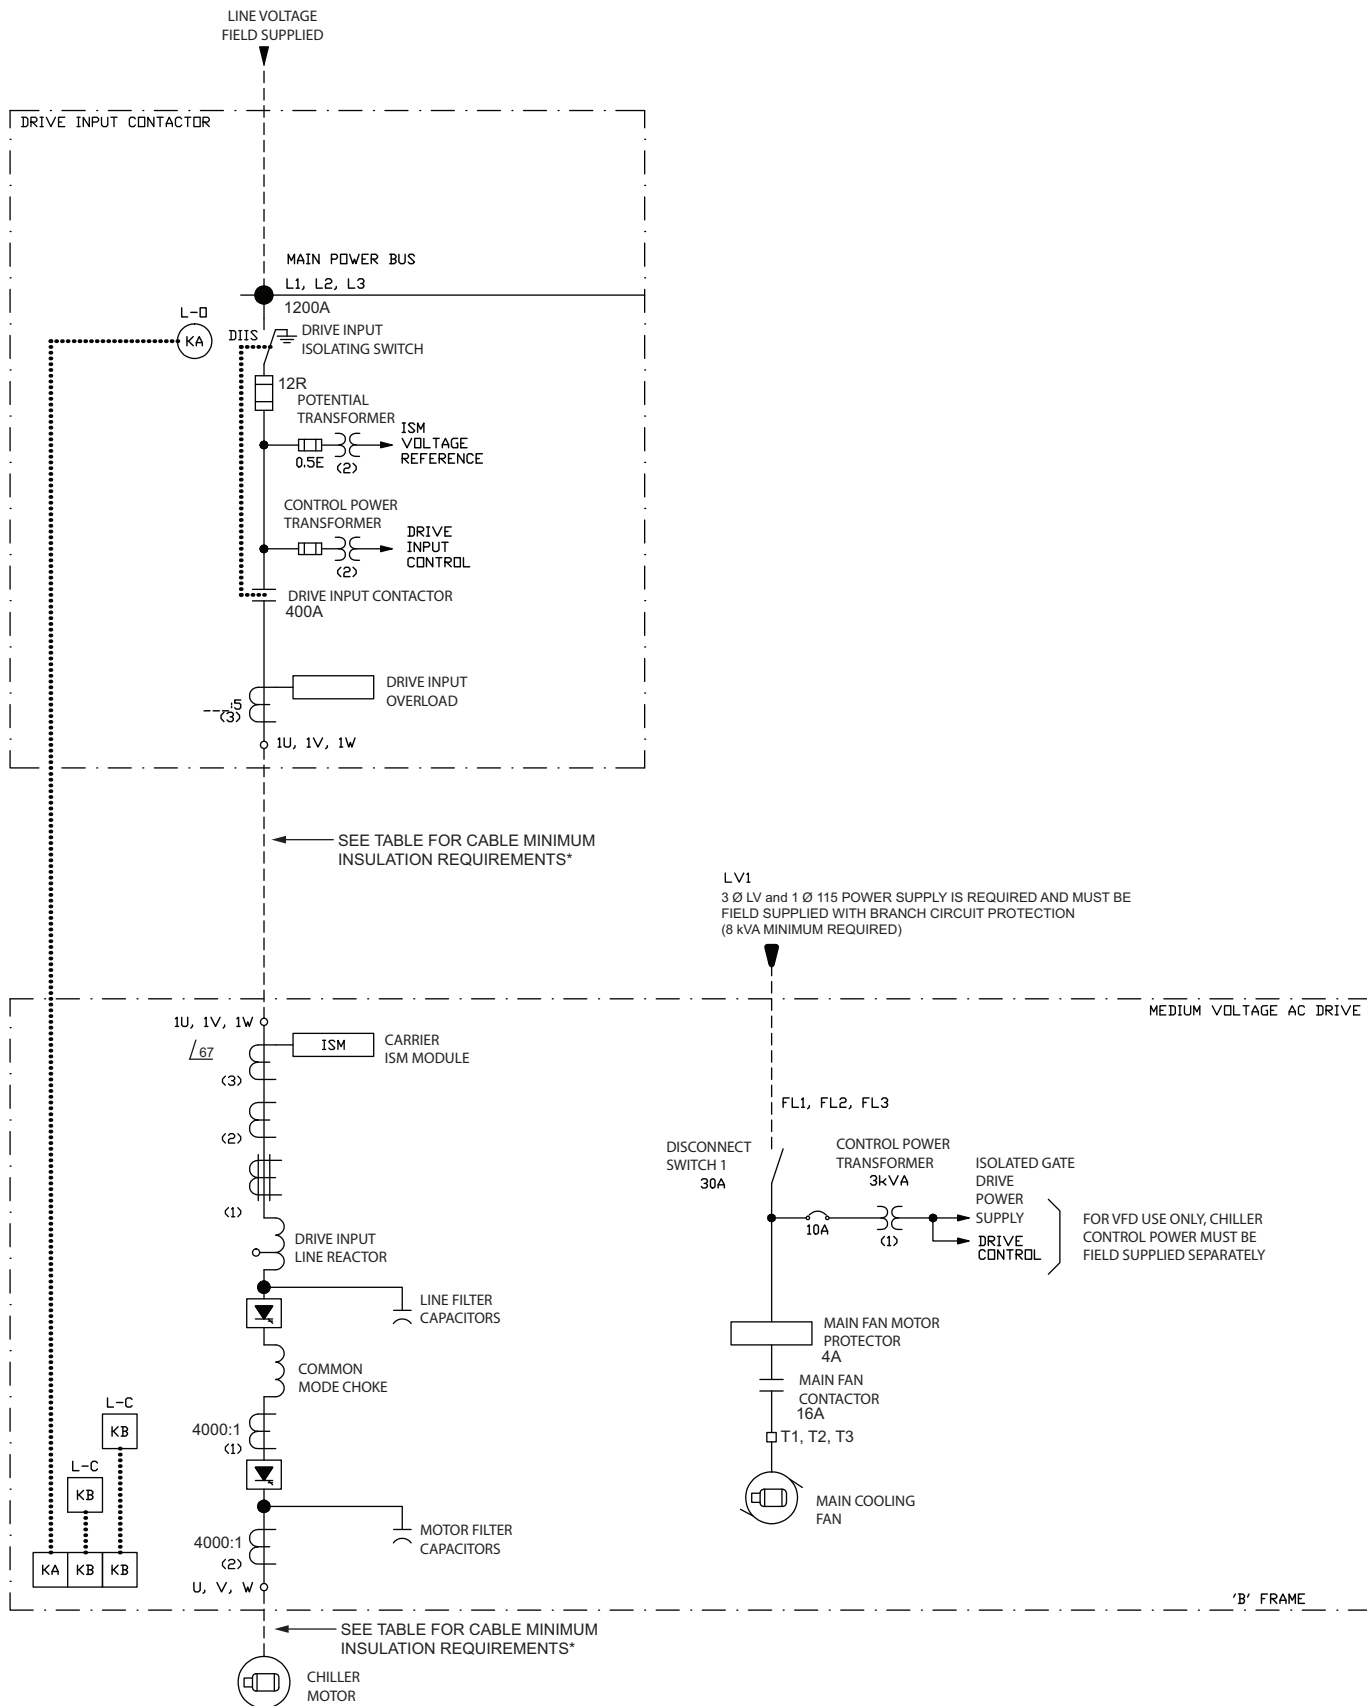 LINE VOLTAGE
FIELD SUPPLIED
DRIVE INPUT CONTACTOR
MAIN POWER BUS
L1, L2, L3
1200A
L-O
KA
DIIS
DRIVE INPUT
ISOLATING SWITCH
12R
POTENTIAL
TRANSFORMER
ISM
VOLTAGE
REFERENCE
0.5E
(2)
CONTROL POWER
TRANSFORMER
DRIVE
INPUT
CONTROL
(2)
DRIVE INPUT CONTACTOR
400A
DRIVE INPUT
OVERLOAD
---:5
(3)
1U, 1V, 1W
SEE TABLE FOR CABLE MINIMUM
INSULATION REQUIREMENTS*
LV1
3 Ø LV and 1 Ø 115 POWER SUPPLY IS REQUIRED AND MUST BE
FIELD SUPPLIED WITH BRANCH CIRCUIT PROTECTION
(8 kVA MINIMUM REQUIRED)
MEDIUM VOLTAGE AC DRIVE
1U, 1V, 1W
/67
(3)
ISM
CARRIER
ISM MODULE
(2)
(1)
DRIVE INPUT
LINE REACTOR
LINE FILTER
CAPACITORS
COMMON
MODE CHOKE
4000:1
(1)
MOTOR FILTER
CAPACITORS
4000:1
(2)
U, V, W
L-C
KB
L-C
KB
KA
KB
KB
FL1, FL2, FL3
DISCONNECT
SWITCH 1
30A
CONTROL POWER
TRANSFORMER
3kVA
10A
(1)
ISOLATED GATE
DRIVE
POWER
SUPPLY
DRIVE
CONTROL
FOR VFD USE ONLY, CHILLER
CONTROL POWER MUST BE
FIELD SUPPLIED SEPARATELY
MAIN FAN MOTOR
PROTECTOR
4A
MAIN FAN
CONTACTOR
16A
T1, T2, T3
MAIN COOLING
FAN
'B' FRAME
SEE TABLE FOR CABLE MINIMUM
INSULATION REQUIREMENTS*
CHILLER
MOTOR